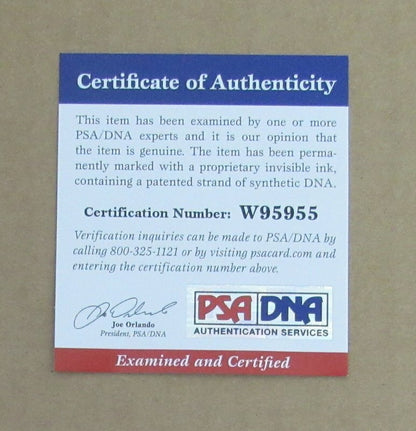 Certificate of Authenticity
This item has been examined by one or more
PSA/DNA experts and it is our opinion that
the item is genuine. The item has been perma-
nently marked with a proprietary invisible ink,
containing a patented strand of synthetic DNA.
Certification Number: W95955
Verification inquiries can be made to PSA/DNA by
calling 800-325-1121 or by visiting psacard.com and
entering the certification number above.
Joe Orlando
President, PSA/DNA
PSA DNA
AUTHENTICATION SERVICES
Examined and Certified